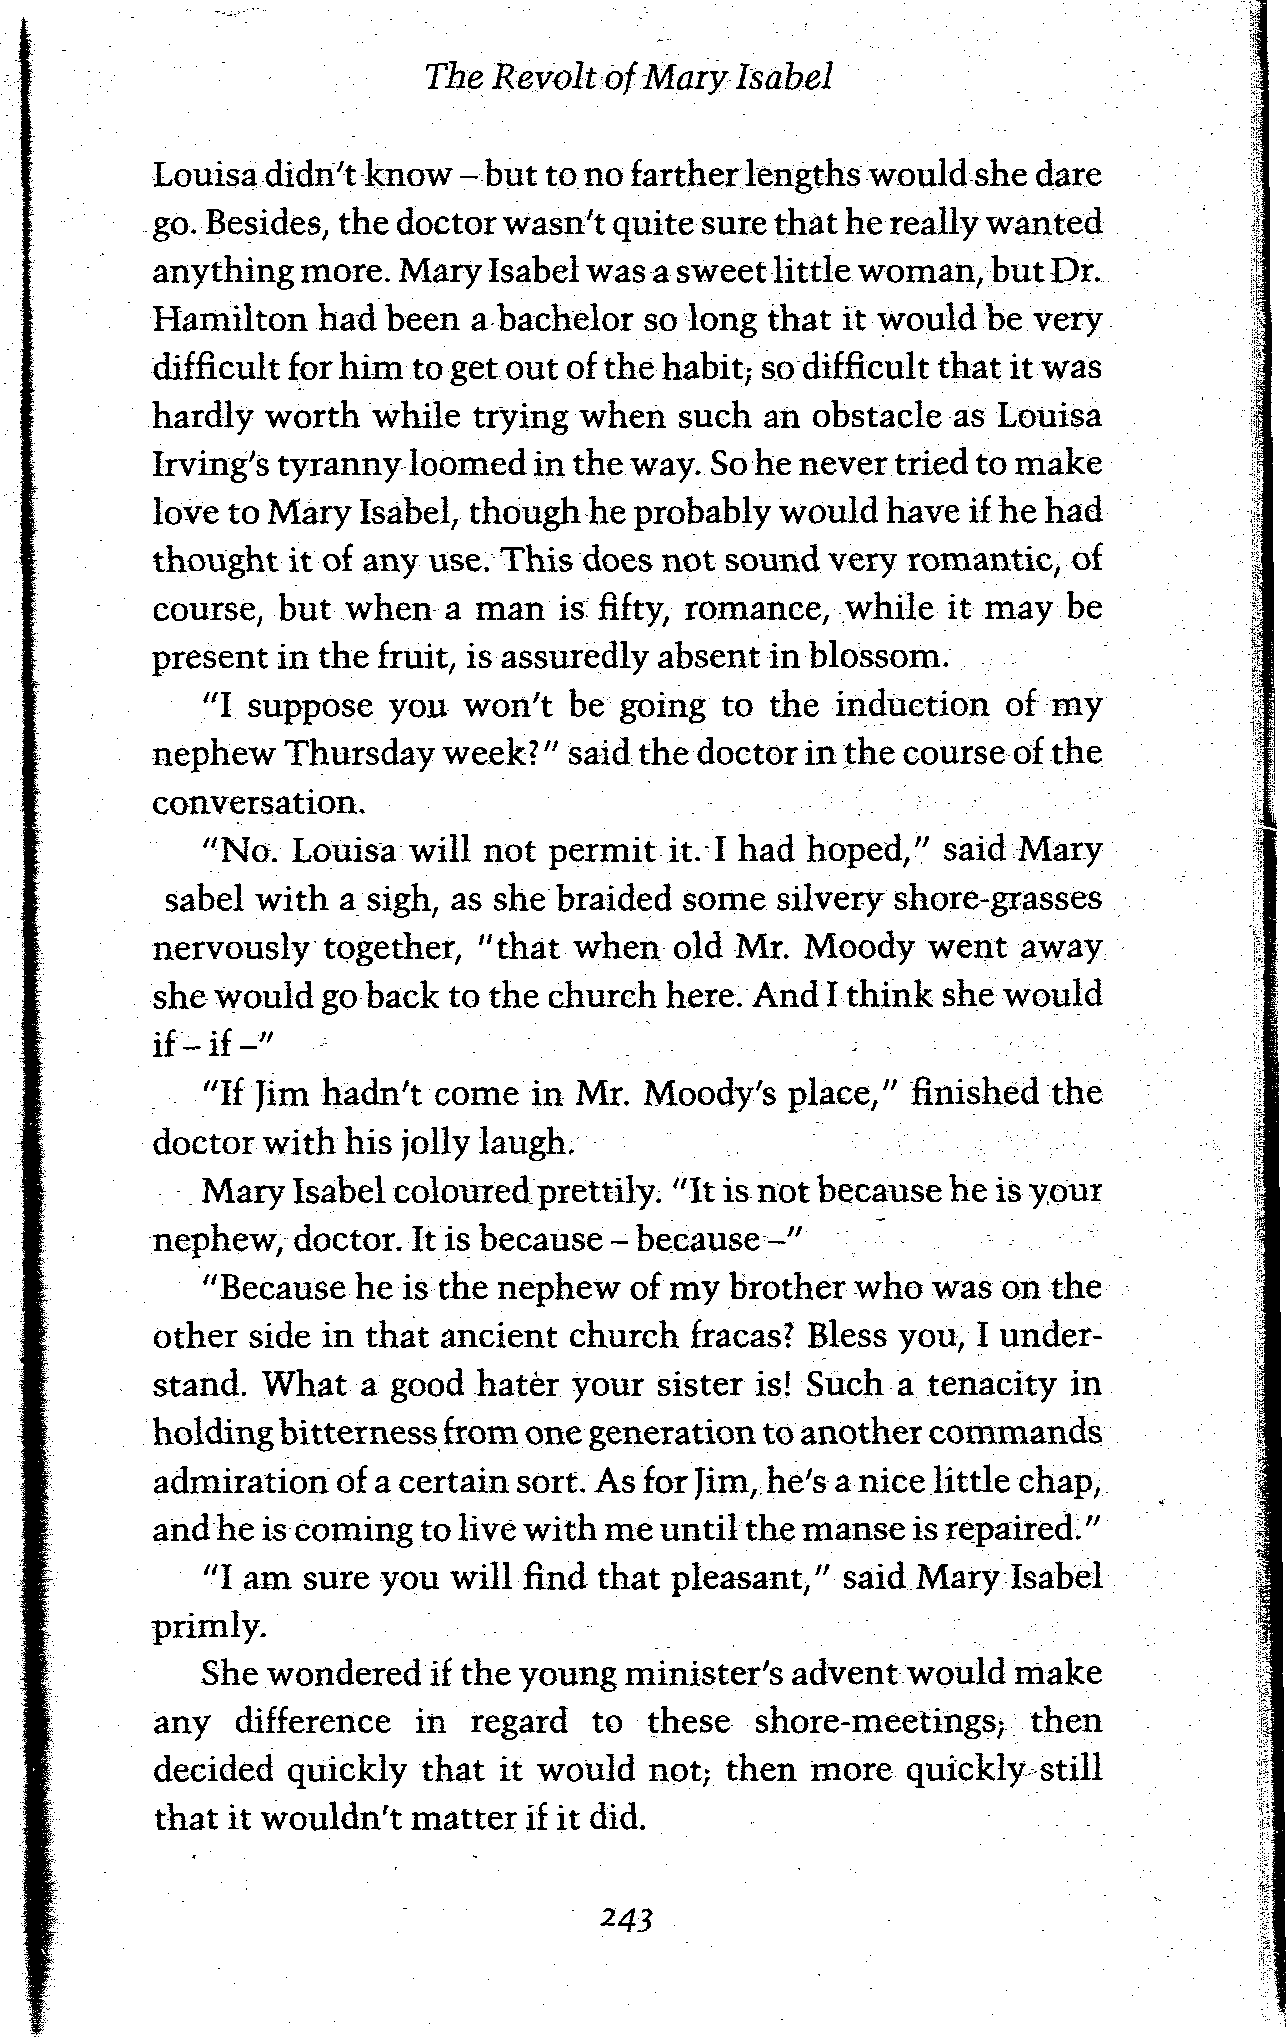 The Revolt of Mary Isabel
Louisa didn't know – but to no farther lengths would she dare
go. Besides, the doctor wasn't quite sure that he really wanted
anything more. Mary Isabel was a sweet little woman, but Dr.
Hamilton had been a bachelor so long that it would be very
difficult for him to get out of the habit; so difficult that it was
hardly worth while trying when such an obstacle as Louisa
Irving's tyranny loomed in the way. So he never tried to make
love to Mary Isabel, though he probably would have if he had
thought it of any use. This does not sound very romantic, of
course, but when a man is fifty, romance, while it may be
present in the fruit, is assuredly absent in blossom.
"I suppose you won't be going to the induction of my
nephew Thursday week?" said the doctor in the course of the
conversation.
"No. Louisa will not permit it. I had hoped," said Mary
sabel with a sigh, as she braided some silvery shore-grasses
nervously together, "that when old Mr. Moody went away
she would go back to the church here. And I think she would
if – if –"
"If Jim hadn't come in Mr. Moody's place," finished the
doctor with his jolly laugh.
Mary Isabel coloured prettily. "It is not because he is your
nephew, doctor. It is because – because –"
"Because he is the nephew of my brother who was on the
other side in that ancient church fracas? Bless you, I under-
stand. What a good hater your sister is! Such a tenacity in
holding bitterness from one generation to another commands
admiration of a certain sort. As for Jim, he's a nice little chap,
and he is coming to live with me until the manse is repaired."
"I am sure you will find that pleasant," said Mary Isabel
primly.
She wondered if the young minister's advent would make
any difference in regard to these shore-meetings; then
decided quickly that it would not; then more quickly still
that it wouldn't matter if it did.
243